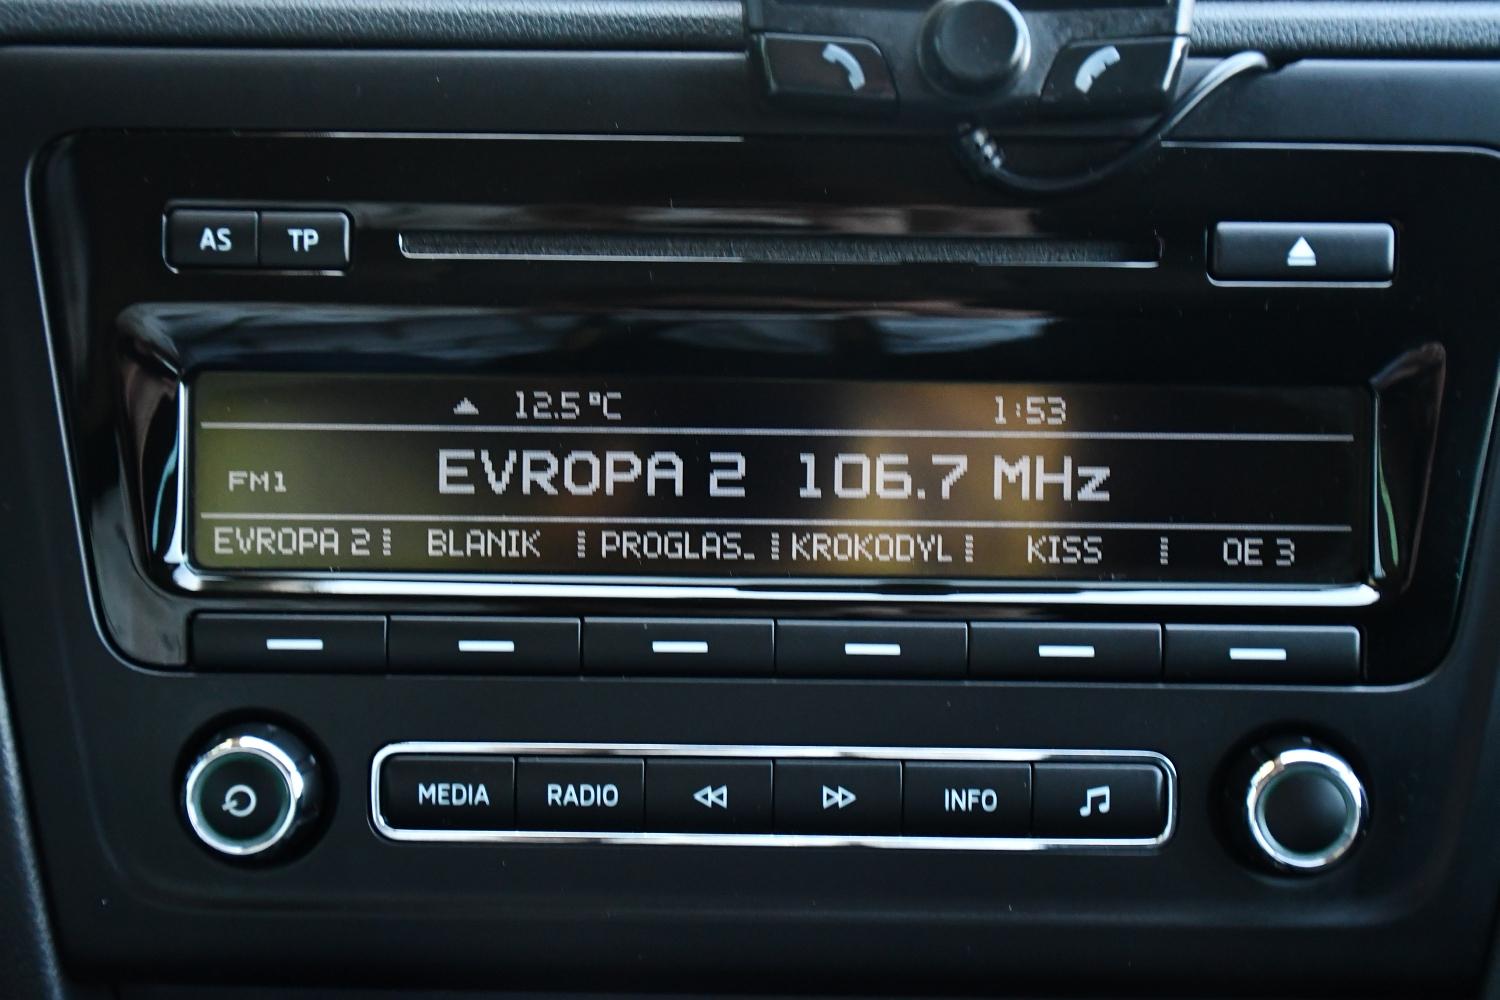 AS TP
12.5°C 1:53
FM1 EVROPA 2 106.7 MHz
EVROPA 2 BLANIK PROGLAS_ KROKODYL KISS OE 3
MEDIA RADIO INFO